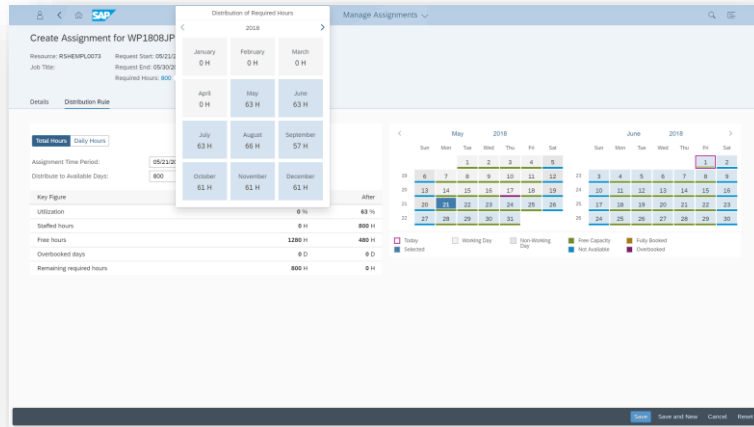 SAP
Manage Assignments
Create Assignment for WP1808JP
Resource: RSHEMPL0073
Request Start: 05/21/2
Job Title:
Request End: 05/30/2
Required Hours: 800
Details
Distribution Rule
Distribution of Required Hours
2018
January
February
March
0 H
0 H
0 H
April
May
June
0 H
63 H
63 H
July
August
September
63 H
66 H
57 H
October
November
December
61 H
61 H
61 H
Total Hours
Daily Hours
Assignment Time Period:
05/21/20
Distribute to Available Days:
800
Key Figure
After
Utilization
0 %
63 %
Staffed hours
0 H
800 H
Free hours
1280 H
480 H
Overbooked days
0 D
0 D
Remaining required hours
800 H
0 H
May 2018
Sun Mon Tue Wed Thu Fri Sat
1 2 3 4 5
19 6 7 8 9 10 11 12
20 13 14 15 16 17 18 19
21 20 21 22 23 24 25 26
22 27 28 29 30 31
June 2018
Sun Mon Tue Wed Thu Fri Sat
1 2
23 3 4 5 6 7 8 9
24 10 11 12 13 14 15 16
25 17 18 19 20 21 22 23
26 24 25 26 27 28 29 30
Today
Working Day
Non-Working Day
Free Capacity
Fully Booked
Selected
Not Available
Overbooked
Save
Save and New
Cancel
Reset